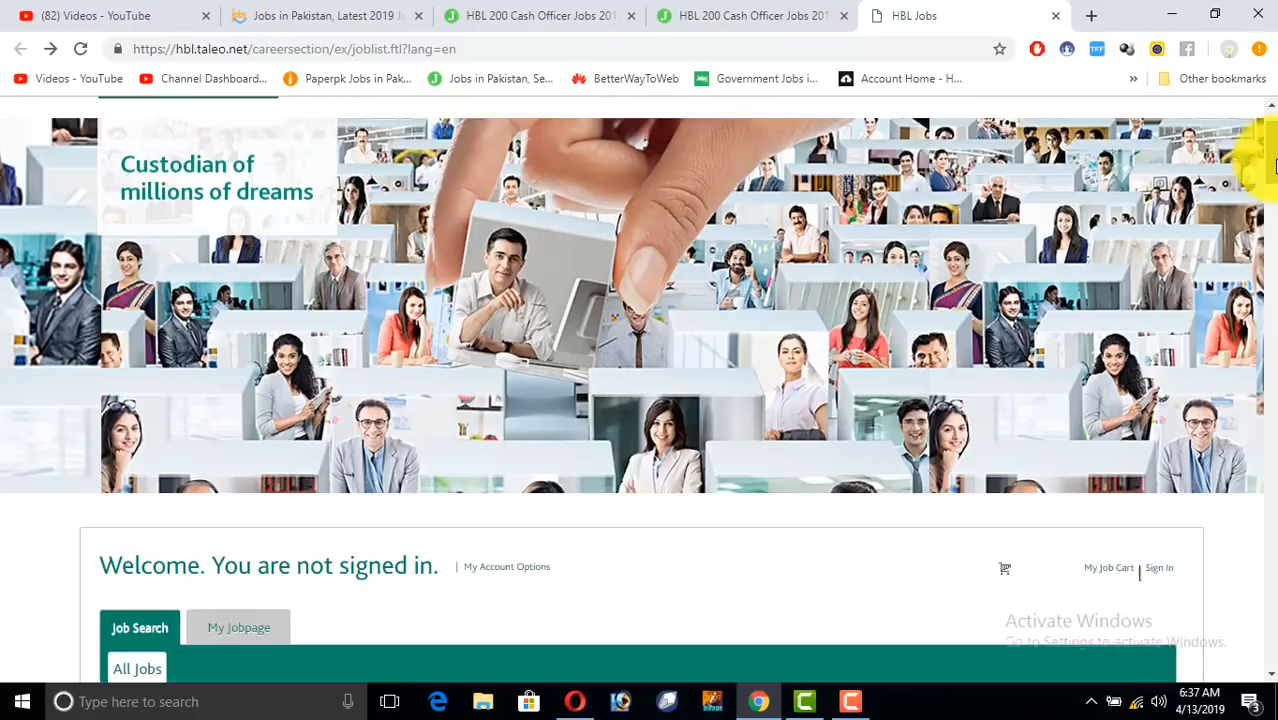 (82) Videos - YouTube
Jobs in Pakistan, Latest 2019 Jo
HBL 200 Cash Officer Jobs 201
HBL 200 Cash Officer Jobs 201
HBL Jobs
https://hbl.taleo.net/careersection/ex/joblist.ftl?lang=en
Videos - YouTube
Channel Dashboard...
Paperpk Jobs in Pak...
Jobs in Pakistan, Se...
BetterWayToWeb
Government Jobs i...
Account Home - H...
Other bookmarks
Custodian of
millions of dreams
Welcome. You are not signed in.
My Account Options
My Job Cart
Sign In
Job Search
My Jobpage
All Jobs
Activate Windows
Go to Settings to activate Windows.
Type here to search
6:37 AM
4/13/2019